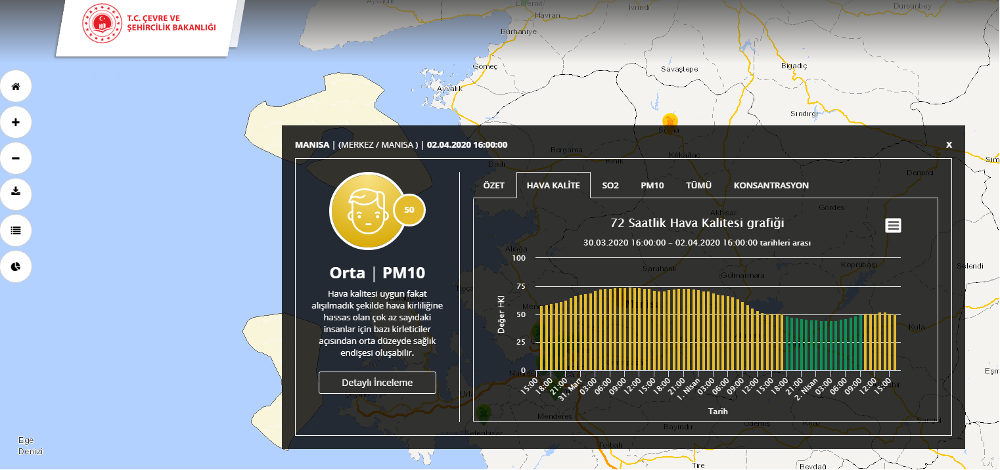 T.C. ÇEVRE VE
ŞEHİRCİLİK BAKANLIĞI
Ayvacık
Edremit
Havran
İvrindi
Dursunbey
Burhaniye
Gömeç
Savaştepe
Bigadiç
Ayvalık
Sındırgı
Soma
MANISA | (MERKEZ / MANISA ) | 02.04.2020 16:00:00
X
Bergama
Kınık
Kırkağaç
Dikili
Demirci
50
Orta | PM10
Hava kalitesi uygun fakat
alışılmadık şekilde hava kirliliğine
hassas olan çok az sayıdaki
insanlar için bazı kirleticiler
açısından orta düzeyde sağlık
endişesi oluşabilir.
Detaylı İnceleme
ÖZET
HAVA KALİTE
SO2
PM10
TÜMÜ
KONSANTRASYON
Gördes
Akhisar
72 Saatlik Hava Kalitesi grafiği
30.03.2020 16:00:00 – 02.04.2020 16:00:00 tarihleri arası
Aliağa
Saruhanlı
Gölmarmara
Köprübaşı
Selendi
Manisa
Kula
Değer HKI
100
75
50
25
0
15:00
18:00
21:00
31. Mart
03:00
06:00
09:00
12:00
15:00
18:00
21:00
1. Nisan
03:00
06:00
09:00
12:00
15:00
18:00
21:00
2. Nisan
03:00
06:00
09:00
12:00
15:00
Tarih
Çeşme
Menderes
Seferihisar
Bayındır
Ödemiş
Kiraz
Sarıgöl
Torbalı
Tire
Beydağ
Ege
Denizi